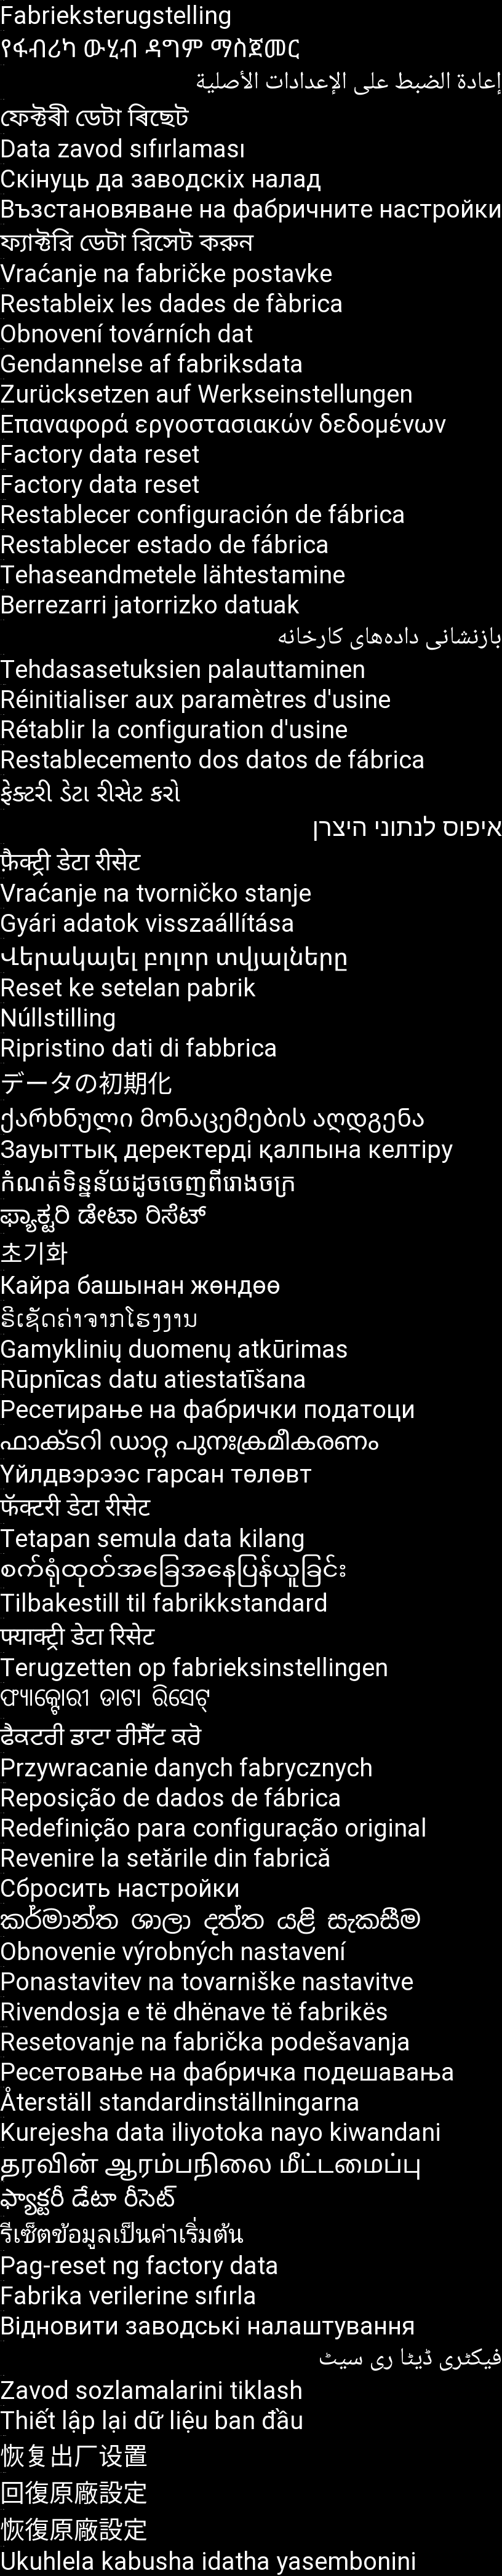 Fabrieksterugstelling
የፋብሪካ ውሂብ ዳግም ማስጀመር
إعادة الضبط على الإعدادات الأصلية
ফেক্টৰী ডেটা ৰিছেট
Data zavod sıfırlaması
Скінуць да заводскіх налад
Възстановяване на фабричните настройки
ফ্যাক্টরি ডেটা রিসেট করুন
Vraćanje na fabričke postavke
Restableix les dades de fàbrica
Obnovení továrních dat
Gendannelse af fabriksdata
Zurücksetzen auf Werkseinstellungen
Επαναφορά εργοστασιακών δεδομένων
Factory data reset
Factory data reset
Restablecer configuración de fábrica
Restablecer estado de fábrica
Tehaseandmetele lähtestamine
Berrezarri jatorrizko datuak
بازنشانی داده‌های کارخانه
Tehdasasetuksien palauttaminen
Réinitialiser aux paramètres d'usine
Rétablir la configuration d'usine
Restablecemento dos datos de fábrica
ફેક્ટરી ડેટા રીસેટ કરો
איפוס לנתוני היצרן
फ़ैक्ट्री डेटा रीसेट
Vraćanje na tvorničko stanje
Gyári adatok visszaállítása
Վերակայել բոլոր տվյալները
Reset ke setelan pabrik
Núllstilling
Ripristino dati di fabbrica
データの初期化
ქარხნული მონაცემების აღდგენა
Зауыттық деректерді қалпына келтіру
កំណត់ទិន្នន័យដូចចេញពីរោងចក្រ
ಫ್ಯಾಕ್ಟರಿ ಡೇಟಾ ರಿಸೆಟ್
초기화
Кайра башынан жөндөө
ຣີເຊັດຄ່າຈາກໂຮງງານ
Gamyklinių duomenų atkūrimas
Rūpnīcas datu atiestatīšana
Ресетирање на фабрички податоци
ഫാക്‌ടറി ഡാറ്റ പുനഃക്രമീകരണം
Үйлдвэрээс гарсан төлөвт
फॅक्टरी डेटा रीसेट
Tetapan semula data kilang
စက်ရုံထုတ်အခြေအနေပြန်ယူခြင်း
Tilbakestill til fabrikkstandard
फ्याक्ट्री डेटा रिसेट
Terugzetten op fabrieksinstellingen
ଫ୍ୟାକ୍ଟୋରୀ ଡାଟା ରିସେଟ୍
ਫੈਕਟਰੀ ਡਾਟਾ ਰੀਸੈੱਟ ਕਰੋ
Przywracanie danych fabrycznych
Reposição de dados de fábrica
Redefinição para configuração original
Revenire la setările din fabrică
Сбросить настройки
කර්මාන්ත ශාලා දත්ත යළි සැකසීම
Obnovenie výrobných nastavení
Ponastavitev na tovarniške nastavitve
Rivendosja e të dhënave të fabrikës
Resetovanje na fabrička podešavanja
Ресетовање на фабричка подешавања
Återställ standardinställningarna
Kurejesha data iliyotoka nayo kiwandani
தரவின் ஆரம்பநிலை மீட்டமைப்பு
ఫ్యాక్టరీ డేటా రీసెట్
รีเซ็ตข้อมูลเป็นค่าเริ่มต้น
Pag-reset ng factory data
Fabrika verilerine sıfırla
Відновити заводські налаштування
فیکٹری ڈیٹا ری سیٹ
Zavod sozlamalarini tiklash
Thiết lập lại dữ liệu ban đầu
恢复出厂设置
回復原廠設定
恢復原廠設定
Ukuhlela kabusha idatha yasembonini